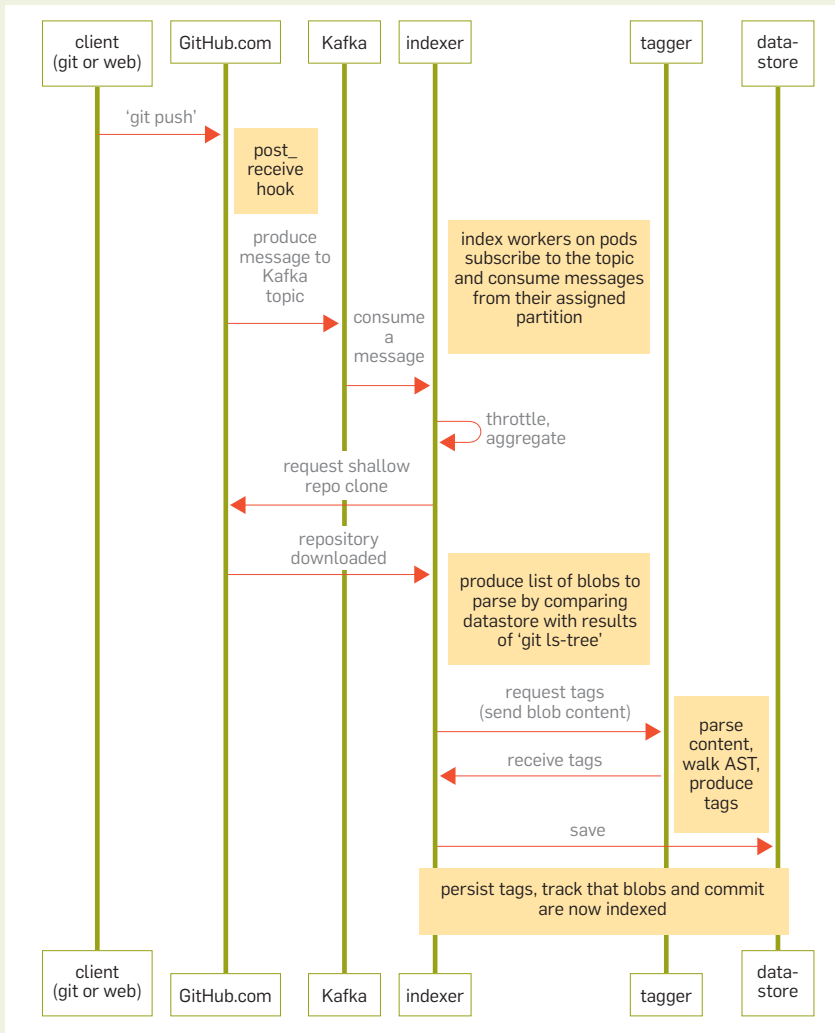 client
(git or web)
GitHub.com
Kafka
indexer
tagger
data-
store
‘git push’
post_
receive
hook
produce
message to
Kafka
topic
index workers on pods
subscribe to the topic
and consume messages
from their assigned
partition
consume
a
message
throttle,
aggregate
request shallow
repo clone
repository
downloaded
produce list of blobs to
parse by comparing
datastore with results
of ‘git ls-tree’
request tags
(send blob content)
parse
content,
walk AST,
produce
tags
receive tags
save
persist tags, track that blobs and commit
are now indexed
client
(git or web)
GitHub.com
Kafka
indexer
tagger
data-
store